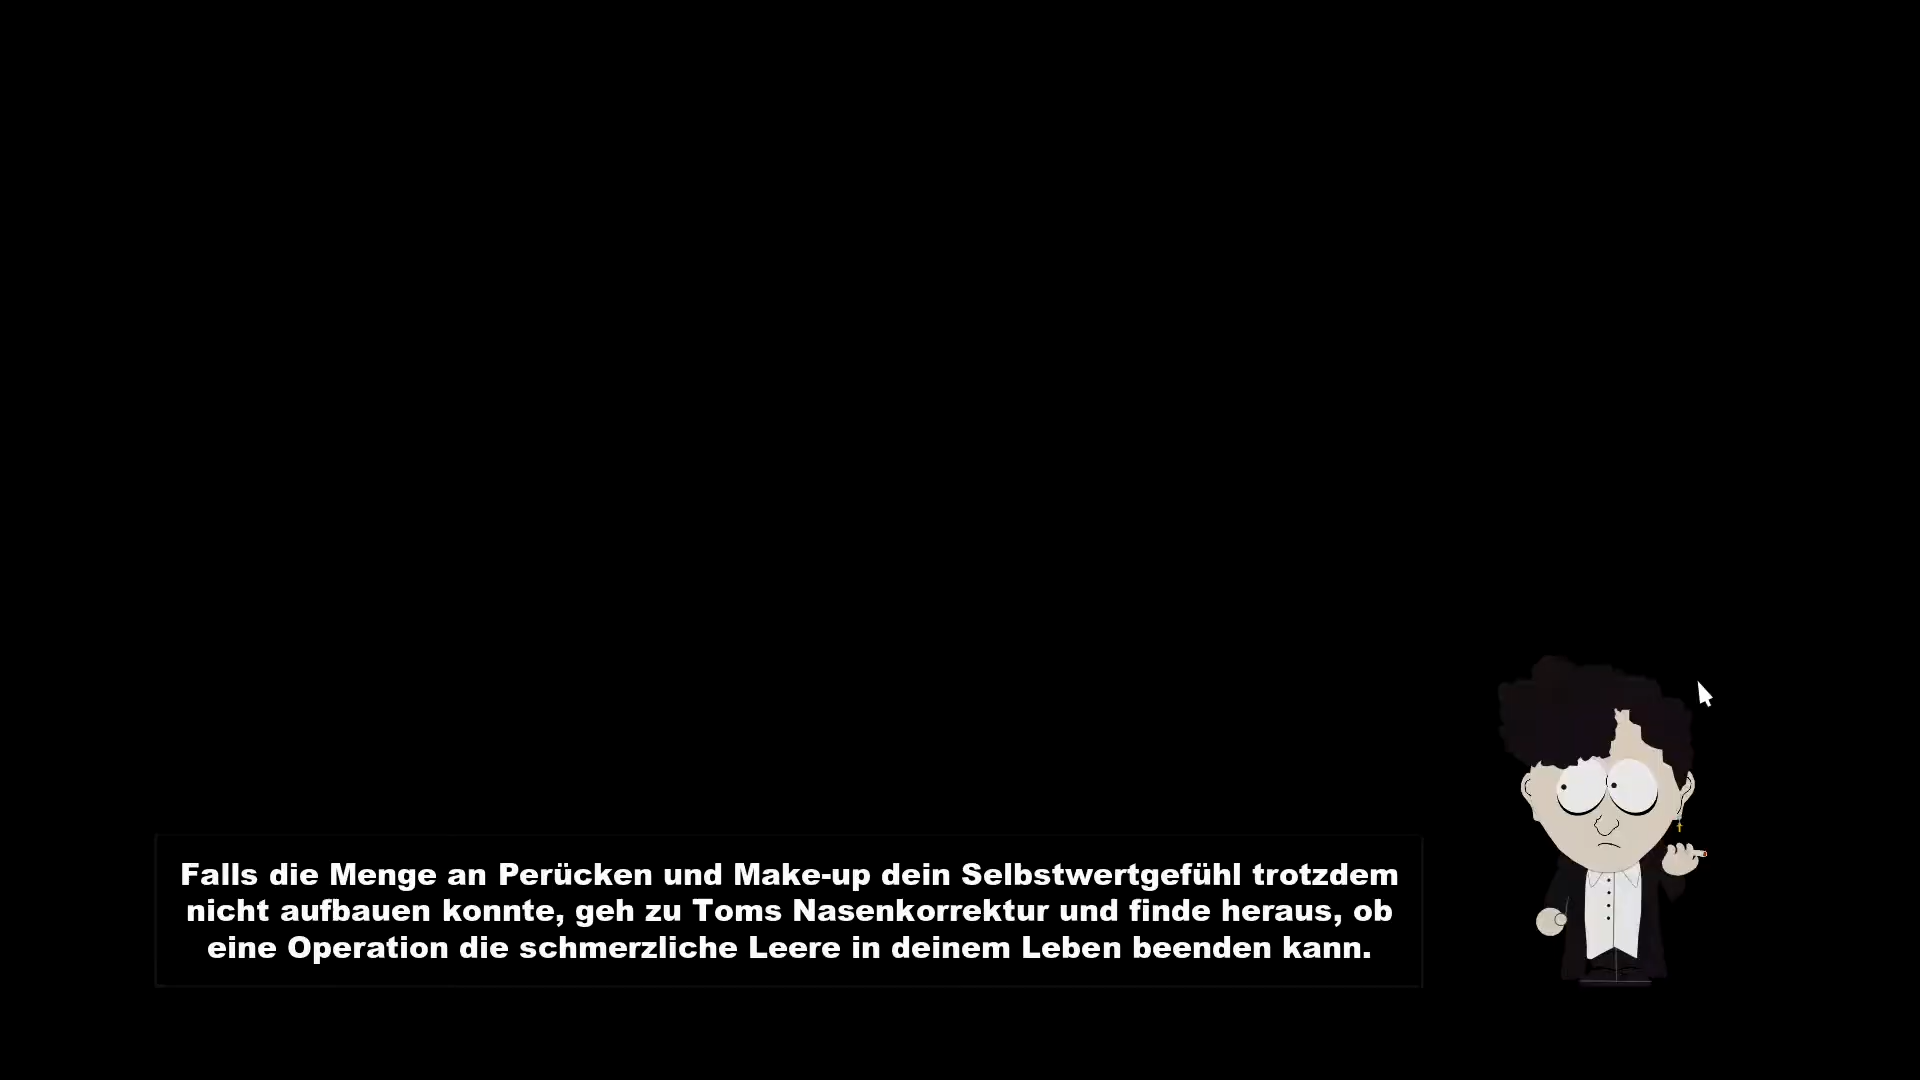 Falls die Menge an Perücken und Make-up dein Selbstwertgefühl trotzdem
nicht aufbauen konnte, geh zu Toms Nasenkorrektur und finde heraus, ob
eine Operation die schmerzliche Leere in deinem Leben beenden kann.